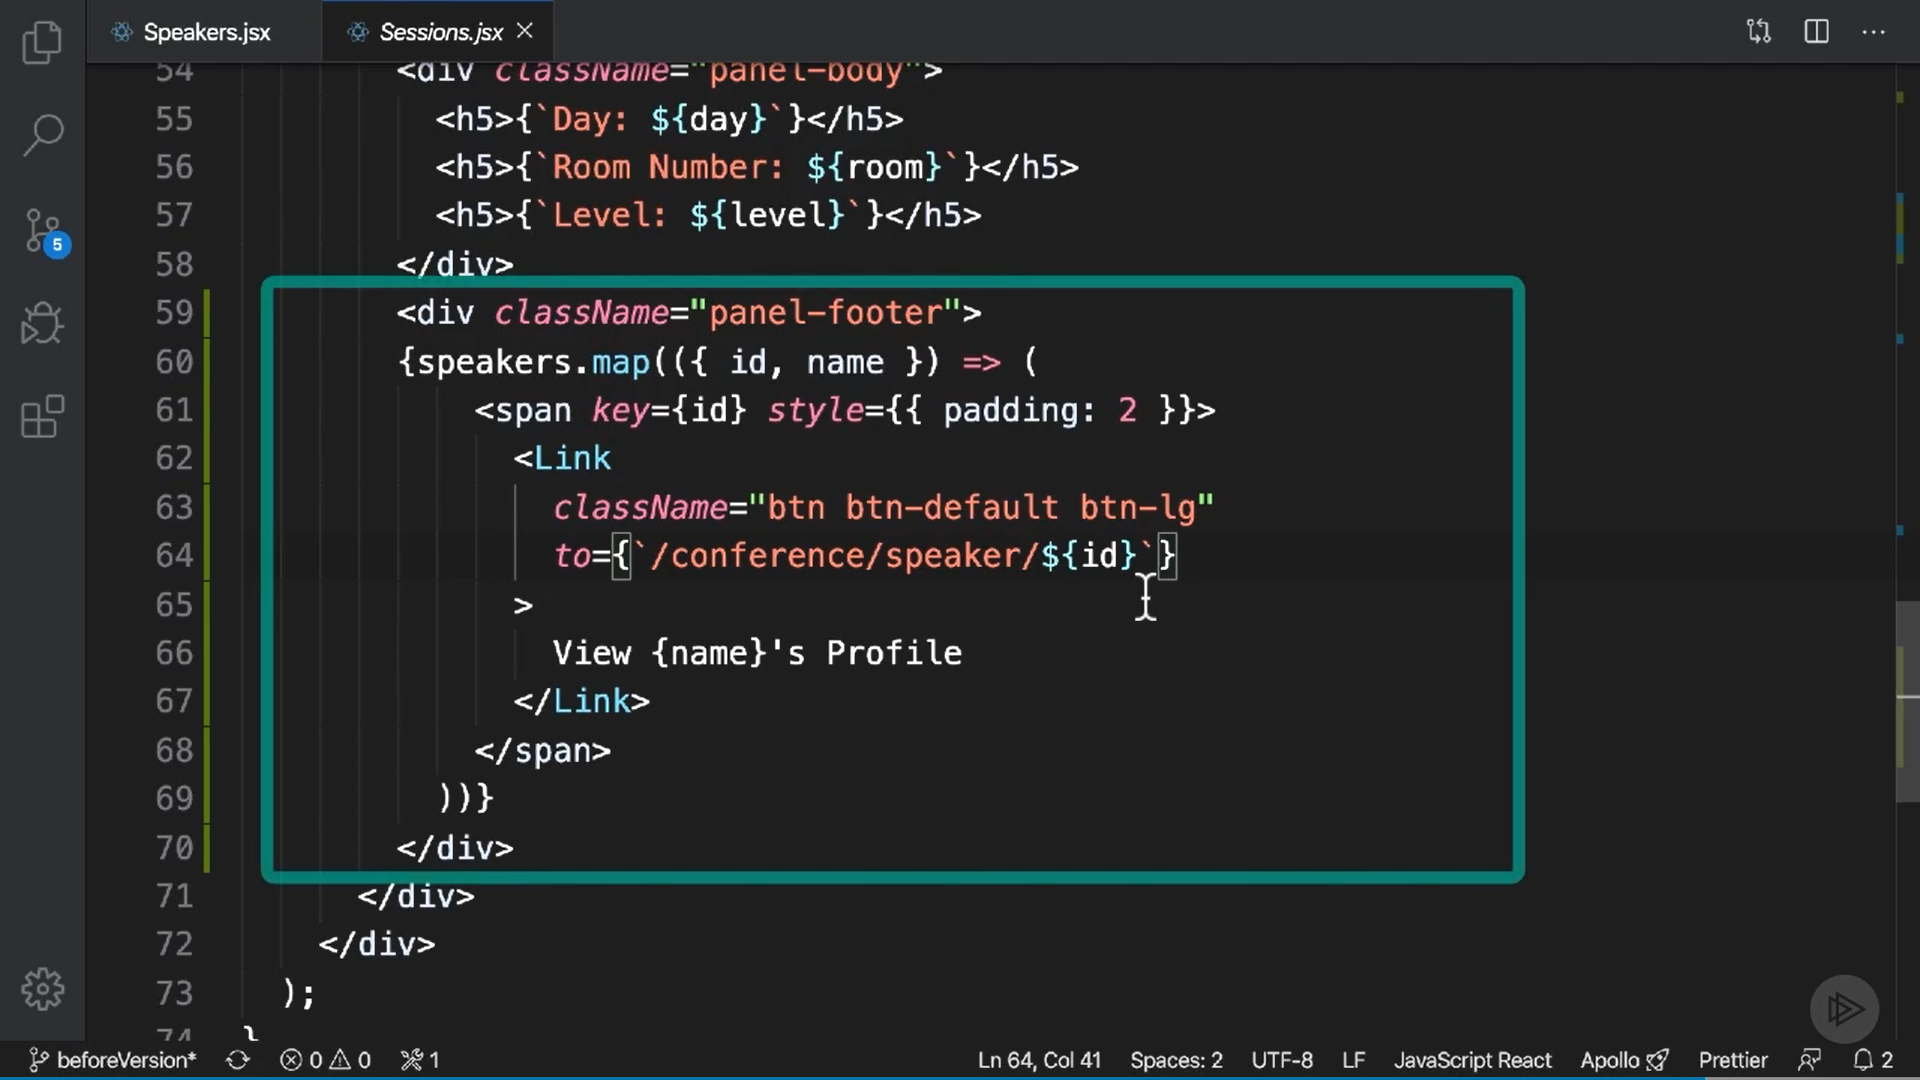 Speakers.jsx
Sessions.jsx
54 <div className="panel-body">
55 <h5>{`Day: ${day}`}</h5>
56 <h5>{`Room Number: ${room}`}</h5>
57 <h5>{`Level: ${level}`}</h5>
58 </div>
59 <div className="panel-footer">
60 {speakers.map(({ id, name }) => (
61 <span key={id} style={{ padding: 2 }}>
62 <Link
63 className="btn btn-default btn-lg"
64 to={`/conference/speaker/${id}`}
65 >
66 View {name}'s Profile
67 </Link>
68 </span>
69 ))}
70 </div>
71 </div>
72 </div>
73 );
74 }
5
beforeVersion* 0 0 1 Ln 64, Col 41 Spaces: 2 UTF-8 LF JavaScript React Apollo Prettier 2